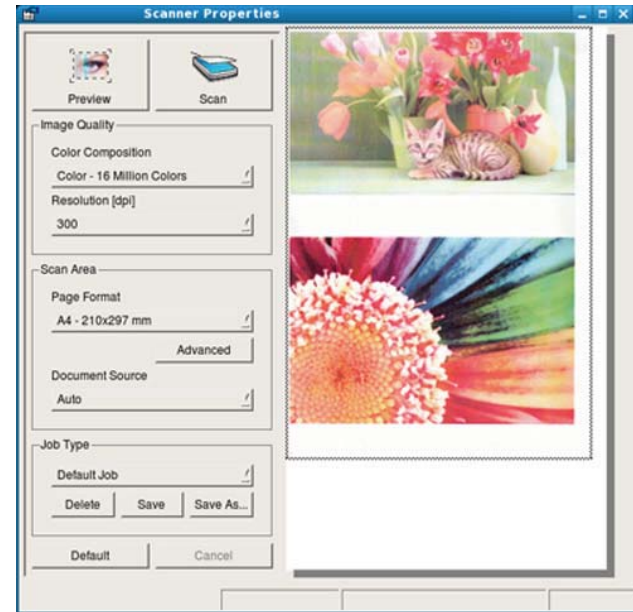 Scanner Properties
Preview
Scan
Image Quality
Color Composition
Color - 16 Million Colors
Resolution [dpi]
300
Scan Area
Page Format
A4 - 210x297 mm
Advanced
Document Source
Auto
Job Type
Default Job
Delete
Save
Save As...
Default
Cancel